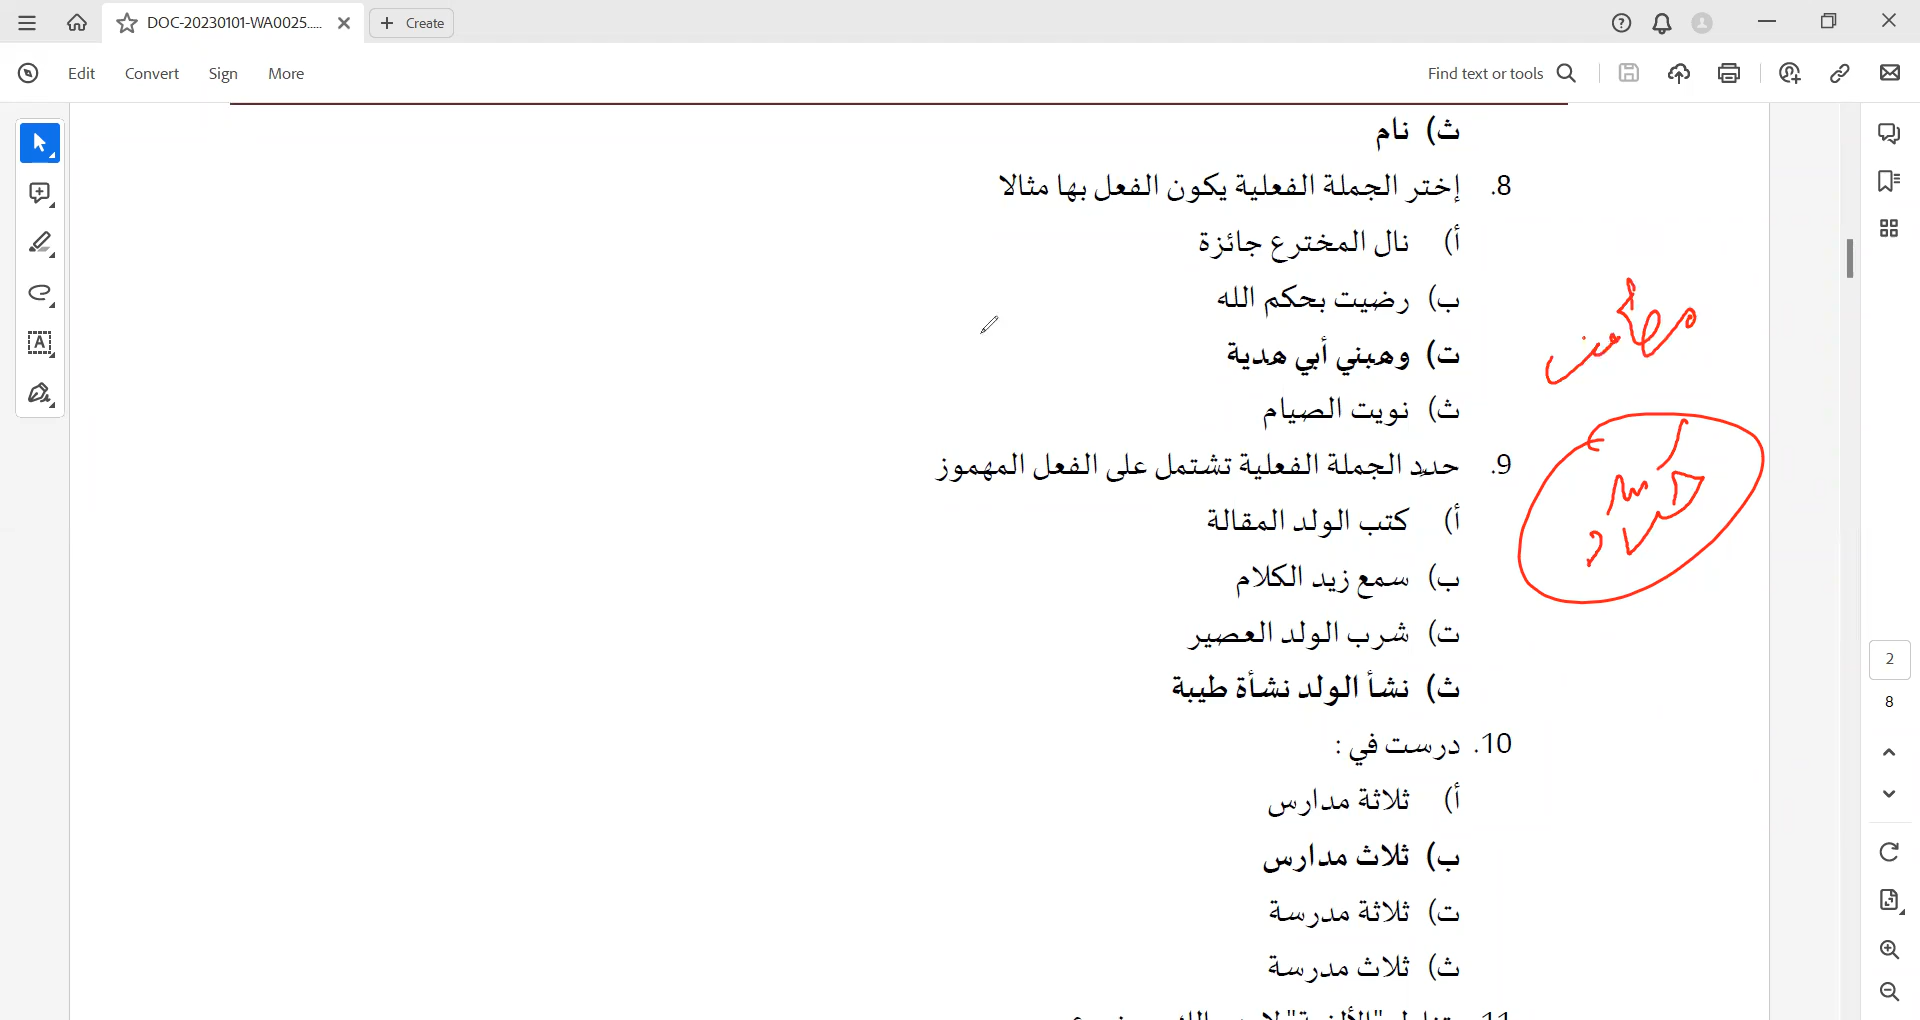 DOC-20230101-WA0025.....
Create
Edit Convert Sign More
Find text or tools
ث) نام
8. إختر الجملة الفعلية يكون الفعل بها مثالا
أ) نال المخترع جائزة
ب) رضيت بحكم الله
ت) وهبني أبي هدية
ث) نويت الصيام
9. حدد الجملة الفعلية تشتمل على الفعل المهموز
أ) كتب الولد المقالة
ب) سمع زيد الكلام
ت) شرب الولد العصير
ث) نشأ الولد نشأة طيبة
10. درست في :
أ) ثلاثة مدارس
ب) ثلاث مدارس
ت) ثلاثة مدرسة
ث) ثلاث مدرسة
2
8